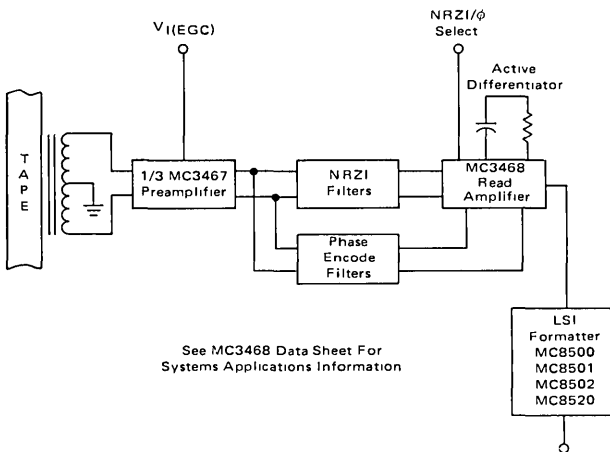 VI(EGC)
NRZI/ϕ
Select
Active
Differentiator
T
A
P
E
1/3 MC3467
Preamplifier
NRZI
Filters
MC3468
Read
Amplifier
Phase
Encode
Filters
LSI
Formatter
MC8500
MC8501
MC8502
MC8520
See MC3468 Data Sheet For
Systems Applications Information